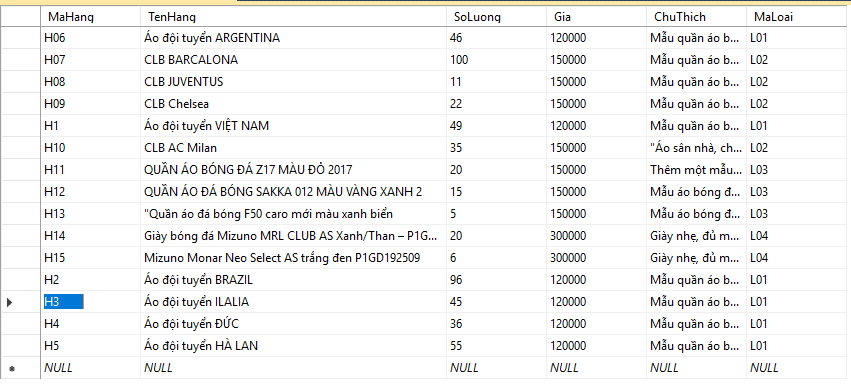 MaHang TenHang SoLuong Gia ChuThich MaLoai
H06 Áo đội tuyển ARGENTINA 46 120000 Mẫu quần áo b... L01
H07 CLB BARCALONA 100 150000 Mẫu quần áo b... L02
H08 CLB JUVENTUS 11 150000 Mẫu quần áo b... L02
H09 CLB Chelsea 22 150000 Mẫu quần áo b... L02
H1 Áo đội tuyển VIỆT NAM 49 120000 Mẫu quần áo b... L01
H10 CLB AC Milan 35 150000 "Áo sân nhà, ch... L02
H11 QUẦN ÁO BÓNG ĐÁ Z17 MÀU ĐỎ 2017 20 150000 Thêm một mẫu... L03
H12 QUẦN ÁO ĐÁ BÓNG SAKKA 012 MÀU VÀNG XANH 2 15 150000 Mẫu áo bóng đ... L03
H13 "Quần áo đá bóng F50 caro mới màu xanh biển 5 150000 Mẫu áo bóng đ... L03
H14 Giày bóng đá Mizuno MRL CLUB AS Xanh/Than – P1G... 20 300000 Giày nhẹ, đủ m... L04
H15 Mizuno Monar Neo Select AS trắng đen P1GD192509 6 300000 Giày nhẹ, đủ m... L04
H2 Áo đội tuyển BRAZIL 96 120000 Mẫu quần áo b... L01
H3 Áo đội tuyển ILALIA 45 120000 Mẫu quần áo b... L01
H4 Áo đội tuyển ĐỨC 36 120000 Mẫu quần áo b... L01
H5 Áo đội tuyển HÀ LAN 55 120000 Mẫu quần áo b... L01
NULL NULL NULL NULL NULL NULL